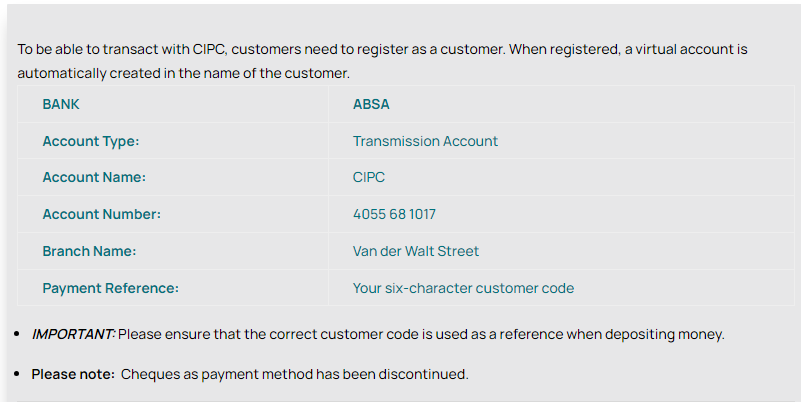 To be able to transact with CIPC, customers need to register as a customer. When registered, a virtual account is
automatically created in the name of the customer.
BANK ABSA
Account Type: Transmission Account
Account Name: CIPC
Account Number: 4055 68 1017
Branch Name: Van der Walt Street
Payment Reference: Your six-character customer code
• IMPORTANT: Please ensure that the correct customer code is used as a reference when depositing money.
• Please note: Cheques as payment method has been discontinued.